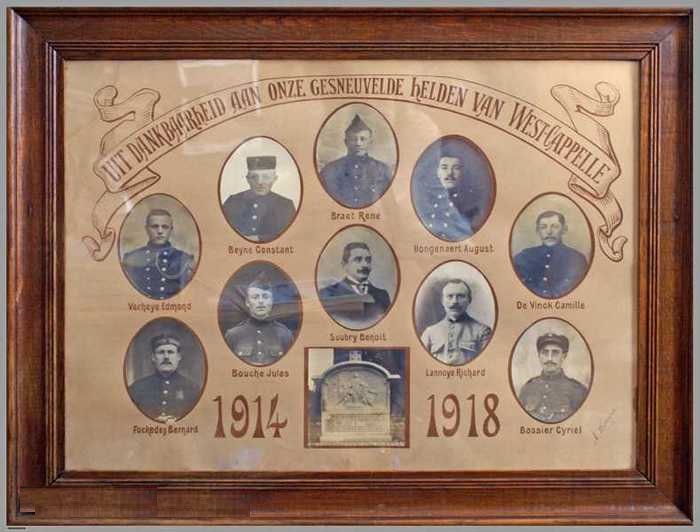 UIT DANKBAARHEID AAN ONZE GESNEUVELDE HELDEN VAN WEST-CAPPELLE
Braet René
Beyne Constant
Hongenaert August
Verheye Edmond
De Vinck Camille
Soubry Benoit
Bouche Jules
Lannoye Richard
Fockedey Bernard
1914
1918
Bossier Cyriel